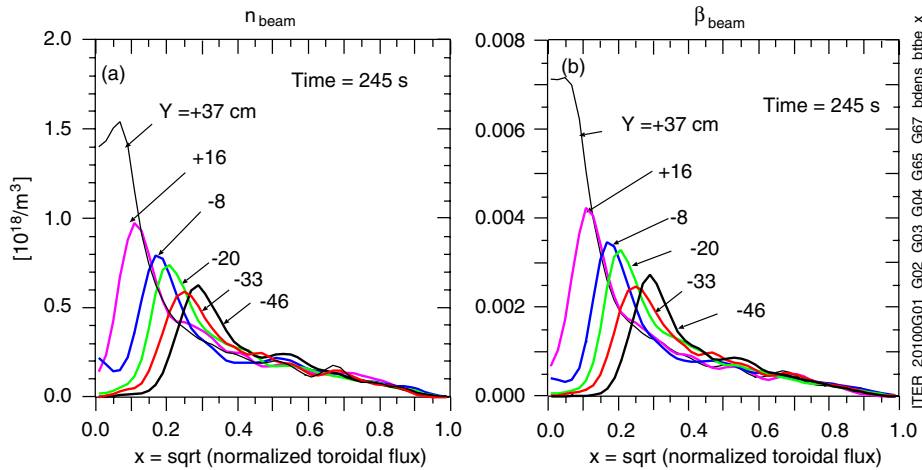 n beam
β beam
2.0
(a)
Time = 245 s
Y =+37 cm
1.5
+16
-8
1.0
[10^18/m^3]
-20
-33
-46
0.5
0.0
0.0 0.2 0.4 0.6 0.8 1.0
x = sqrt (normalized toroidal flux)
0.008
(b)
Time = 245 s
Y =+37 cm
0.006
+16
-8
0.004
-20
-33
-46
0.002
0.000
0.0 0.2 0.4 0.6 0.8 1.0
x = sqrt (normalized toroidal flux)
ITER_20100G01 G02 G03 G04 G65 G67 bdens btbe x